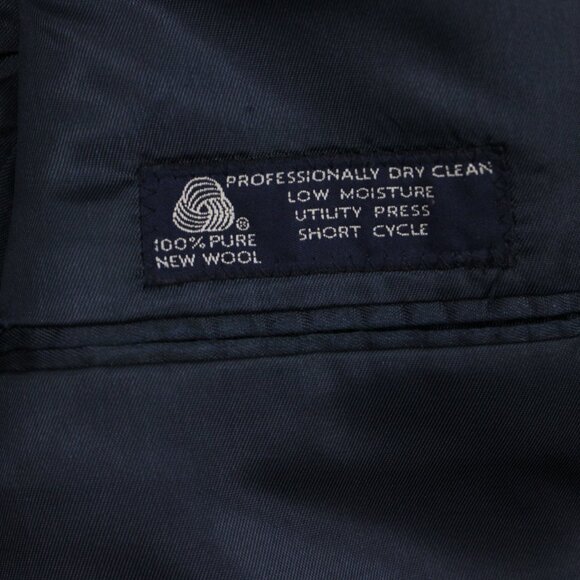 PROFESSIONALLY DRY CLEAN
LOW MOISTURE
UTILITY PRESS
SHORT CYCLE
®
100% PURE
NEW WOOL